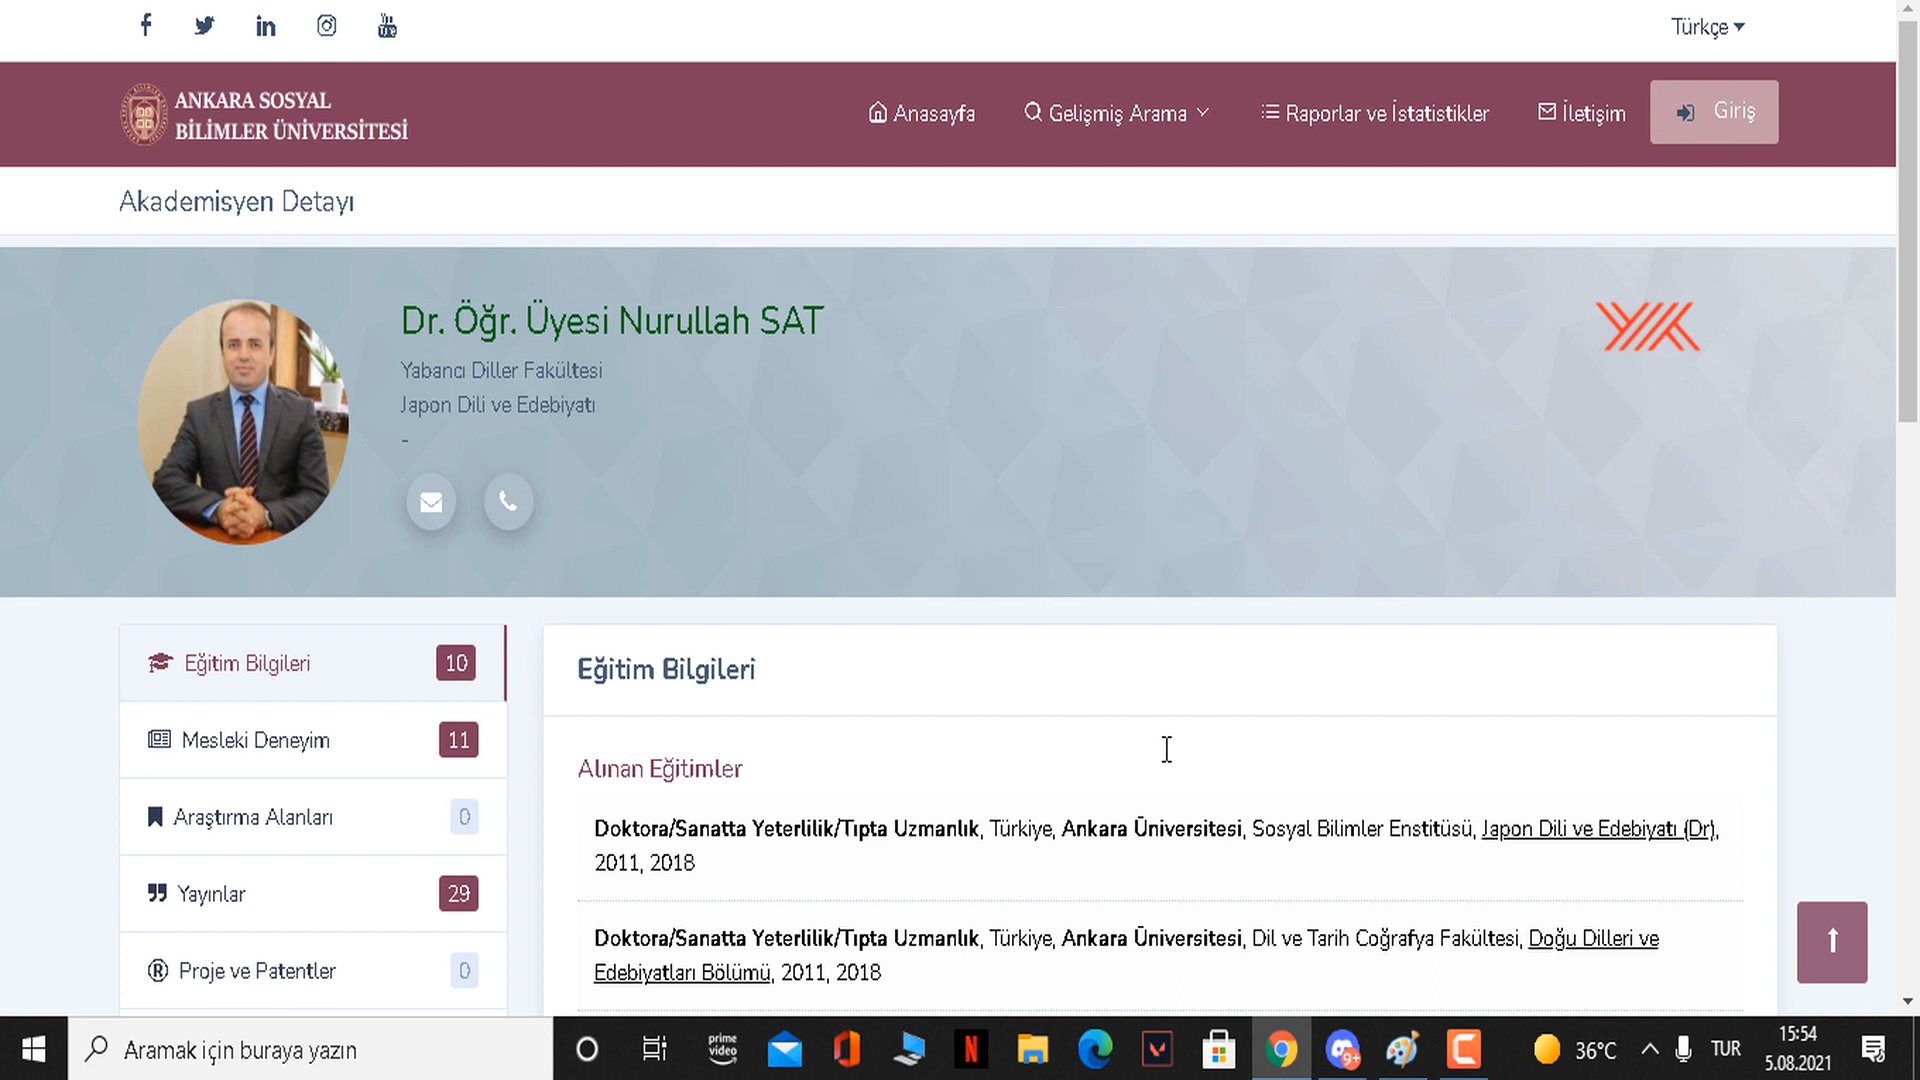 Türkçe
ANKARA SOSYAL
BİLİMLER ÜNİVERSİTESİ
Anasayfa
Gelişmiş Arama
Raporlar ve İstatistikler
İletişim
Giriş
Akademisyen Detayı
Dr. Öğr. Üyesi Nurullah SAT
Yabancı Diller Fakültesi
Japon Dili ve Edebiyatı
-
Eğitim Bilgileri 10
Mesleki Deneyim 11
Araştırma Alanları 0
Yayınlar 29
Proje ve Patentler 0
Eğitim Bilgileri
Alınan Eğitimler
Doktora/Sanatta Yeterlilik/Tıpta Uzmanlık, Türkiye, Ankara Üniversitesi, Sosyal Bilimler Enstitüsü, Japon Dili ve Edebiyatı (Dr),
2011, 2018
Doktora/Sanatta Yeterlilik/Tıpta Uzmanlık, Türkiye, Ankara Üniversitesi, Dil ve Tarih Coğrafya Fakültesi, Doğu Dilleri ve
Edebiyatları Bölümü, 2011, 2018
Aramak için buraya yazın
prime
video
N
9+
36°C
TUR
15:54
5.08.2021